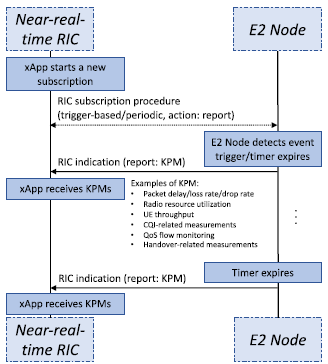 Near-real-
time RIC
E2 Node
xApp starts a new
subscription
RIC subscription procedure
(trigger-based/periodic, action: report)
E2 Node detects event
trigger/timer expires
RIC indication (report: KPM)
xApp receives KPMs
Examples of KPM:
• Packet delay/loss rate/drop rate
• Radio resource utilization
• UE throughput
• CQI-related measurements
• QoS flow monitoring
• Handover-related measurements
Timer expires
RIC indication (report: KPM)
xApp receives KPMs
Near-real-
time RIC
E2 Node